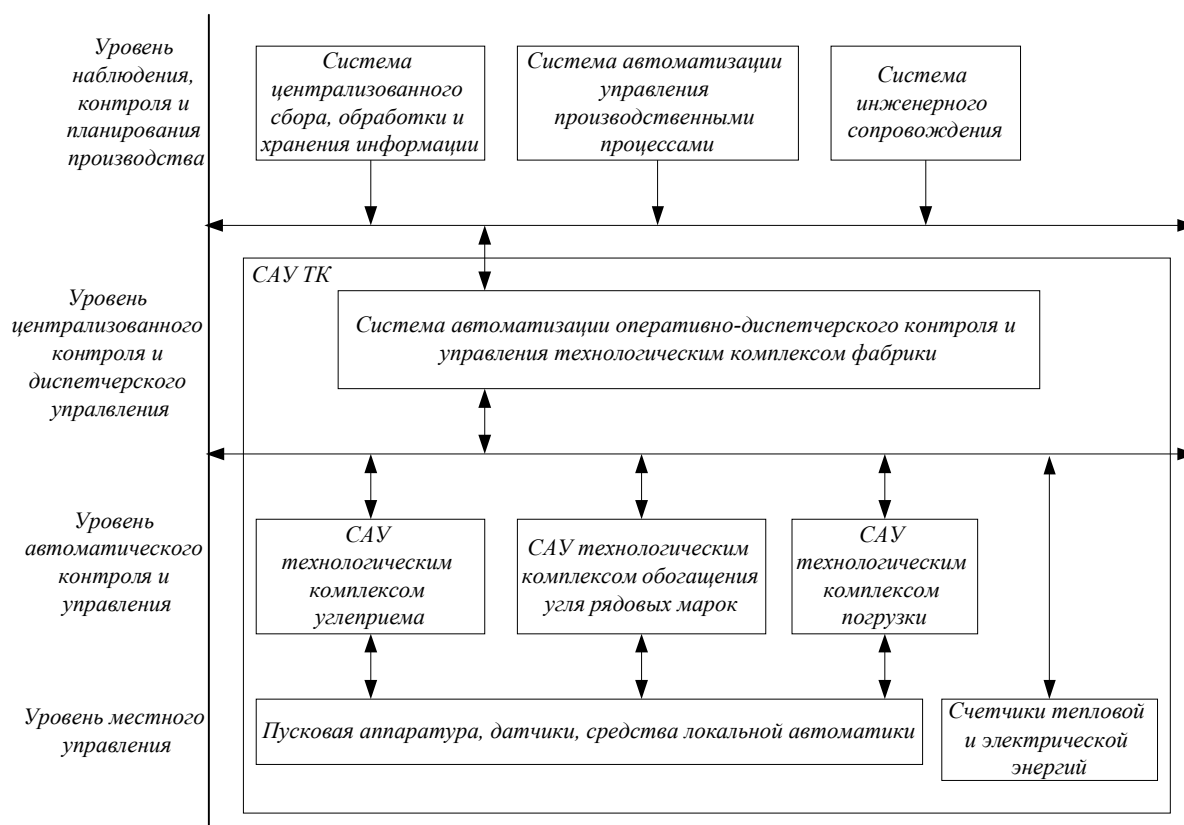 Уровень
наблюдения,
контроля и
планирования
производства
Система
централизованного
сбора, обработки и
хранения информации
Система автоматизации
управления
производственными
процессами
Система
инженерного
сопровождения
САУ ТК
Уровень
централизованного
контроля и
диспетчерского
упралвления
Система автоматизации оперативно-диспетчерского контроля и
управления технологическим комплексом фабрики
Уровень
автоматического
контроля и
управления
САУ
технологическим
комплексом
углеприема
САУ технологическим
комплексом обогащения
угля рядовых марок
САУ
технологическим
комплексом
погрузки
Уровень местного
управления
Пусковая аппаратура, датчики, средства локальной автоматики
Счетчики тепловой
и электрической
энергий